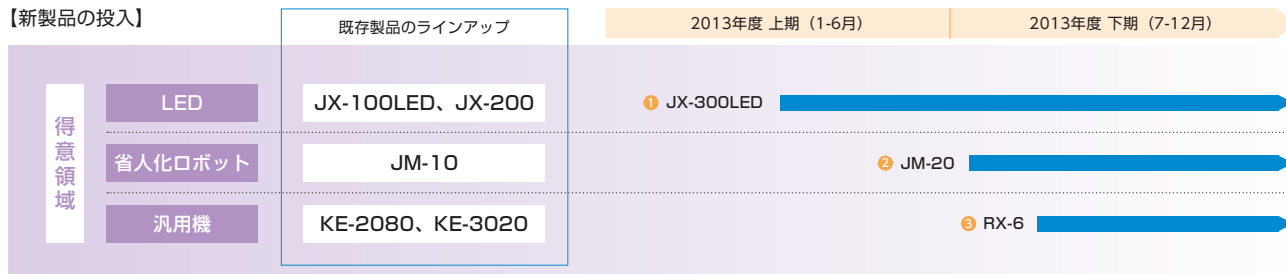 【新製品の投入】
既存製品のラインアップ
2013年度 上期（1-6月）
2013年度 下期（7-12月）
得意領域
LED
JX-100LED、JX-200
❶ JX-300LED
省人化ロボット
JM-10
❷ JM-20
汎用機
KE-2080、KE-3020
❸ RX-6